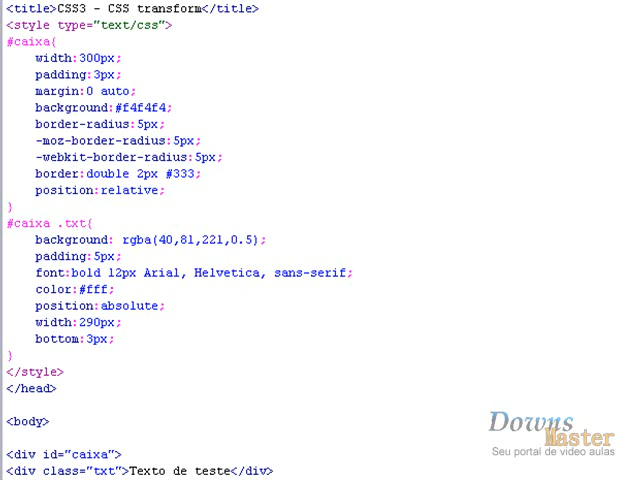 <title>CSS3 - CSS transform</title>
<style type="text/css">
#caixa{
width:300px;
padding:3px;
margin:0 auto;
background:#f4f4f4;
border-radius:5px;
-moz-border-radius:5px;
-webkit-border-radius:5px;
border:double 2px #333;
position:relative;
}
#caixa .txt{
background: rgba(40,81,221,0.5);
padding:5px;
font:bold 12px Arial, Helvetica, sans-serif;
color:#fff;
position:absolute;
width:290px;
bottom:3px;
}
</style>
</head>
<body>
<div id="caixa">
<div class="txt">Texto de teste</div>
Downs
Master
Seu portal de video aulas